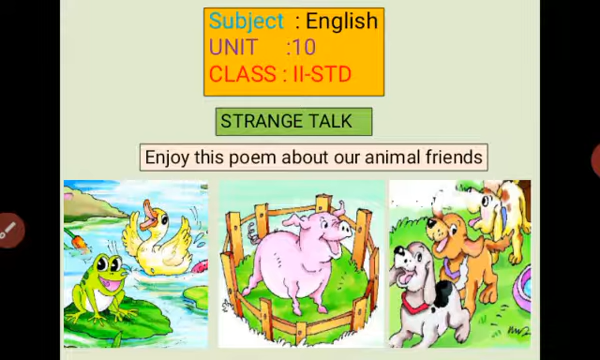 Subject : English
UNIT :10
CLASS : II-STD
STRANGE TALK
Enjoy this poem about our animal friends